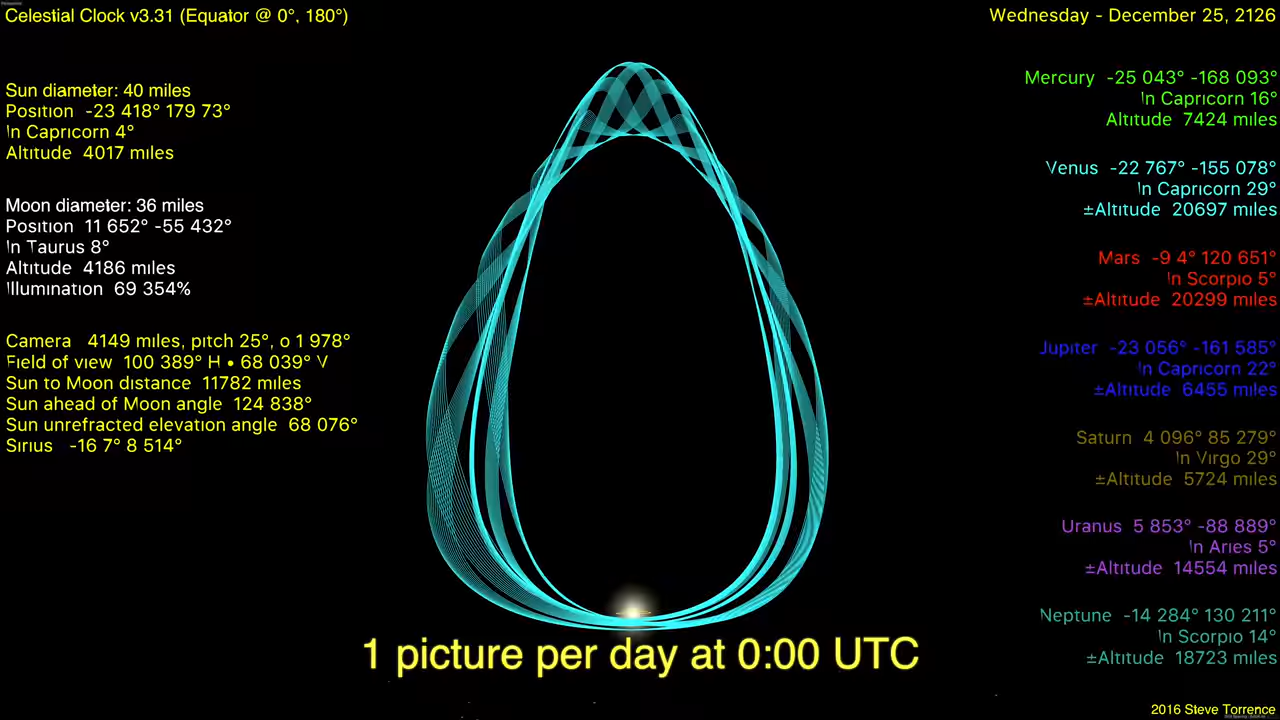 Celestial Clock v3.31 (Equator @ 0°, 180°)
Wednesday - December 25, 2126
Sun diameter: 40 miles
Position -23 418° 179 73°
In Capricorn 4°
Altitude 4017 miles
Moon diameter: 36 miles
Position 11 652° -55 432°
In Taurus 8°
Altitude 4186 miles
Illumination 69 354%
Camera 4149 miles, pitch 25°, o 1 978°
Field of view 100 389° H • 68 039° V
Sun to Moon distance 11782 miles
Sun ahead of Moon angle 124 838°
Sun unrefracted elevation angle 68 076°
Sirius -16 7° 8 514°
Mercury -25 043° -168 093°
In Capricorn 16°
Altitude 7424 miles
Venus -22 767° -155 078°
In Capricorn 29°
±Altitude 20697 miles
Mars -9 4° 120 651°
In Scorpio 5°
±Altitude 20299 miles
Jupiter -23 056° -161 585°
In Capricorn 22°
±Altitude 6455 miles
Saturn 4 096° 85 279°
In Virgo 29°
±Altitude 5724 miles
Uranus 5 853° -88 889°
In Aries 5°
±Altitude 14554 miles
Neptune -14 284° 130 211°
In Scorpio 14°
±Altitude 18723 miles
1 picture per day at 0:00 UTC
2016 Steve Torrence